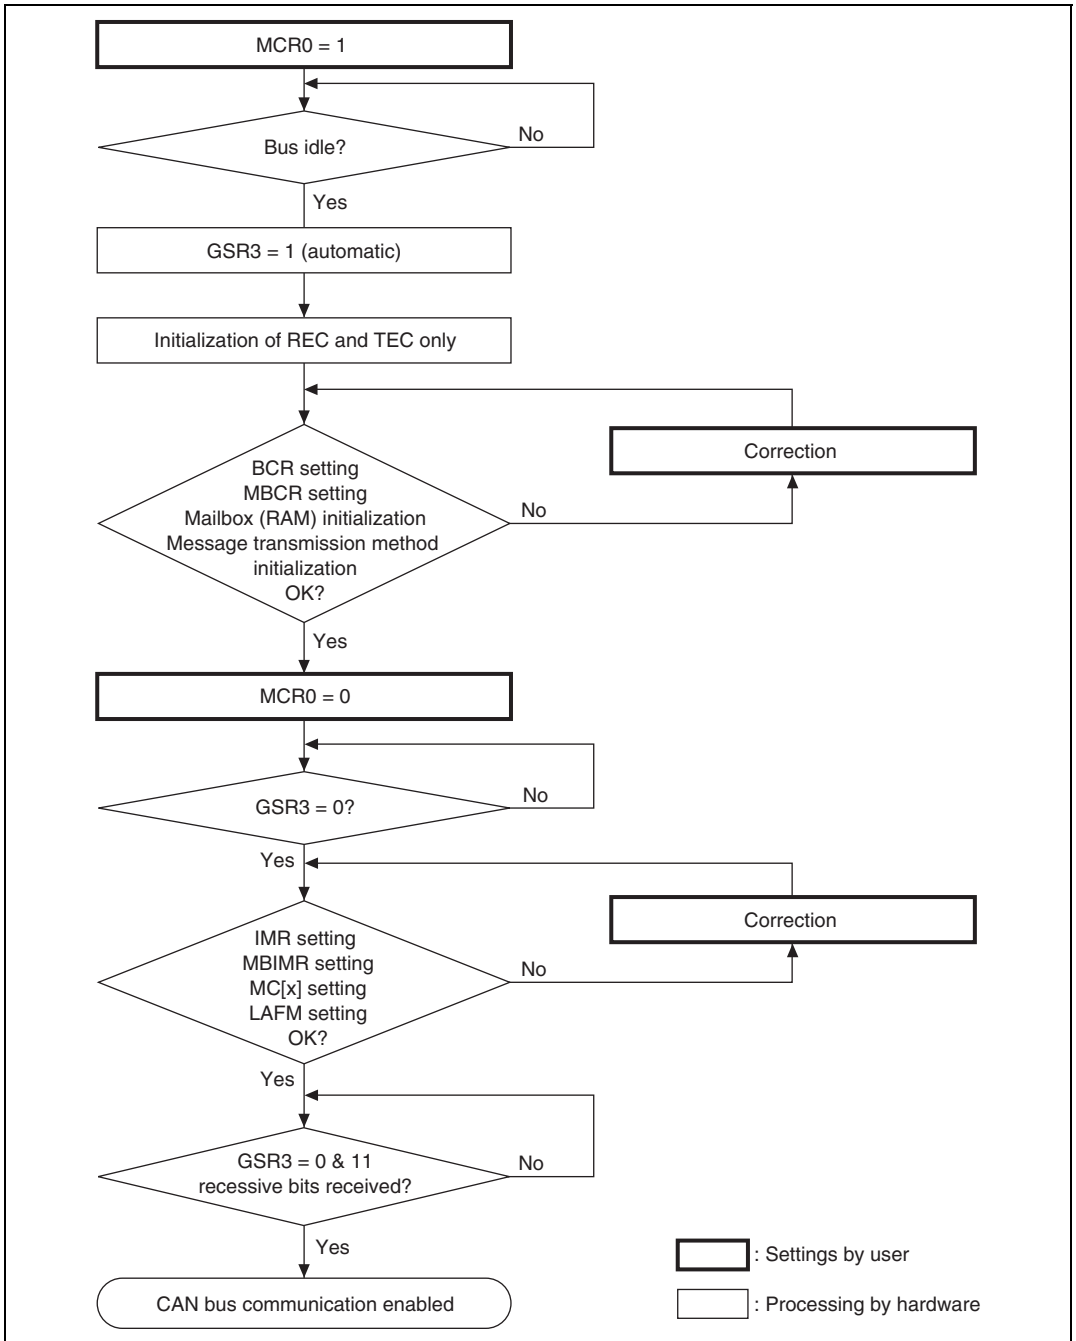 MCR0 = 1
Bus idle?
No
Yes
GSR3 = 1 (automatic)
Initialization of REC and TEC only
Correction
BCR setting
MBCR setting
Mailbox (RAM) initialization
Message transmission method
initialization
OK?
No
Yes
MCR0 = 0
GSR3 = 0?
No
Yes
Correction
IMR setting
MBIMR setting
MC[x] setting
LAFM setting
OK?
No
Yes
GSR3 = 0 & 11
recessive bits received?
No
Yes
CAN bus communication enabled
: Settings by user
: Processing by hardware